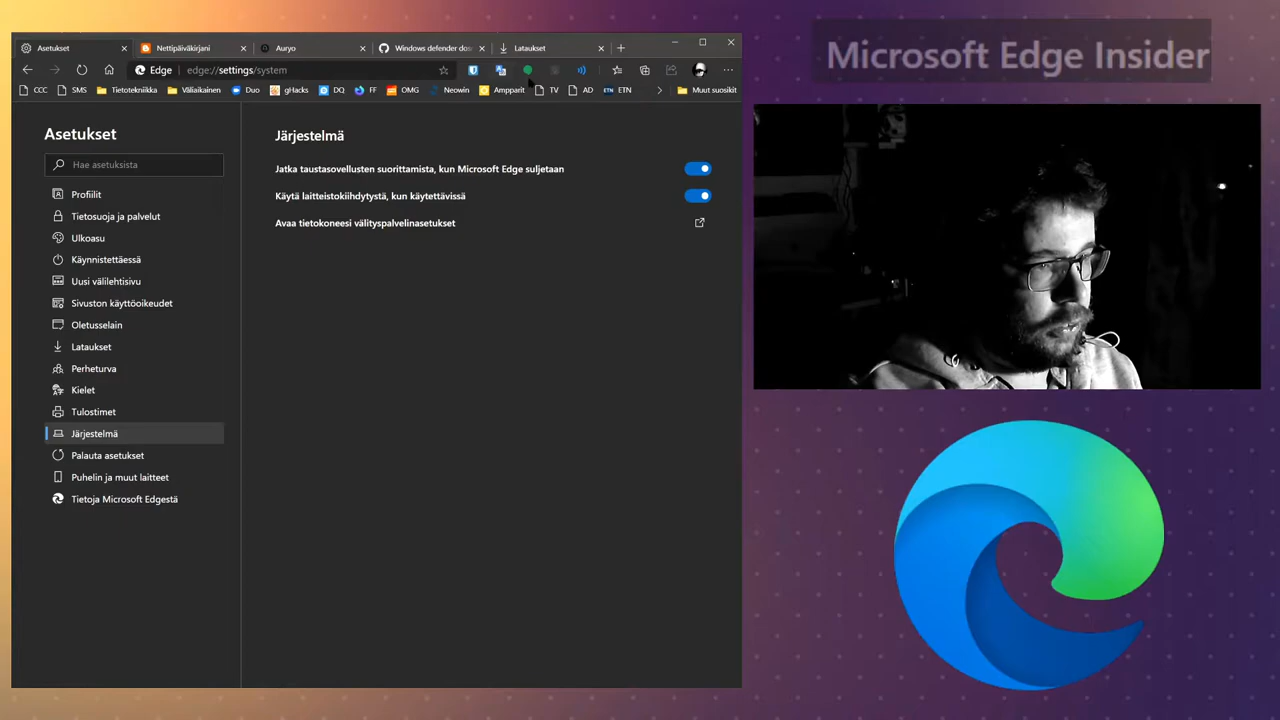 Asetukset
Nettipäiväkirjani
Auryo
Windows defender dos
Lataukset
Microsoft Edge Insider
Edge
edge://settings/system
CCC
SMS
Tietotekniikka
Väliaikainen
Duo
gHacks
DQ
FF
OMG
Neowin
Ampparit
TV
AD
ETN
ETN
Muut suosikit
Asetukset
Hae asetuksista
Profiilit
Tietosuoja ja palvelut
Ulkoasu
Käynnistettäessä
Uusi välilehtisivu
Sivuston käyttöoikeudet
Oletusselain
Lataukset
Perheturva
Kielet
Tulostimet
Järjestelmä
Palauta asetukset
Puhelin ja muut laitteet
Tietoja Microsoft Edgestä
Järjestelmä
Jatka taustasovellusten suorittamista, kun Microsoft Edge suljetaan
Käytä laitteistokiihdytystä, kun käytettävissä
Avaa tietokoneesi välityspalvelinasetukset